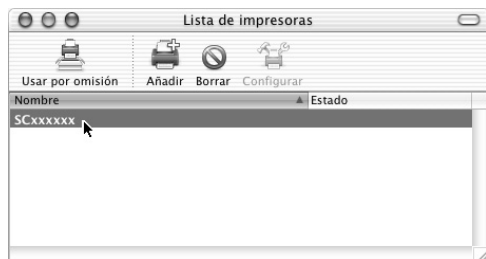 Lista de impresoras
Usar por omisión Añadir Borrar Configurar
Nombre Estado
SCxxxxxx